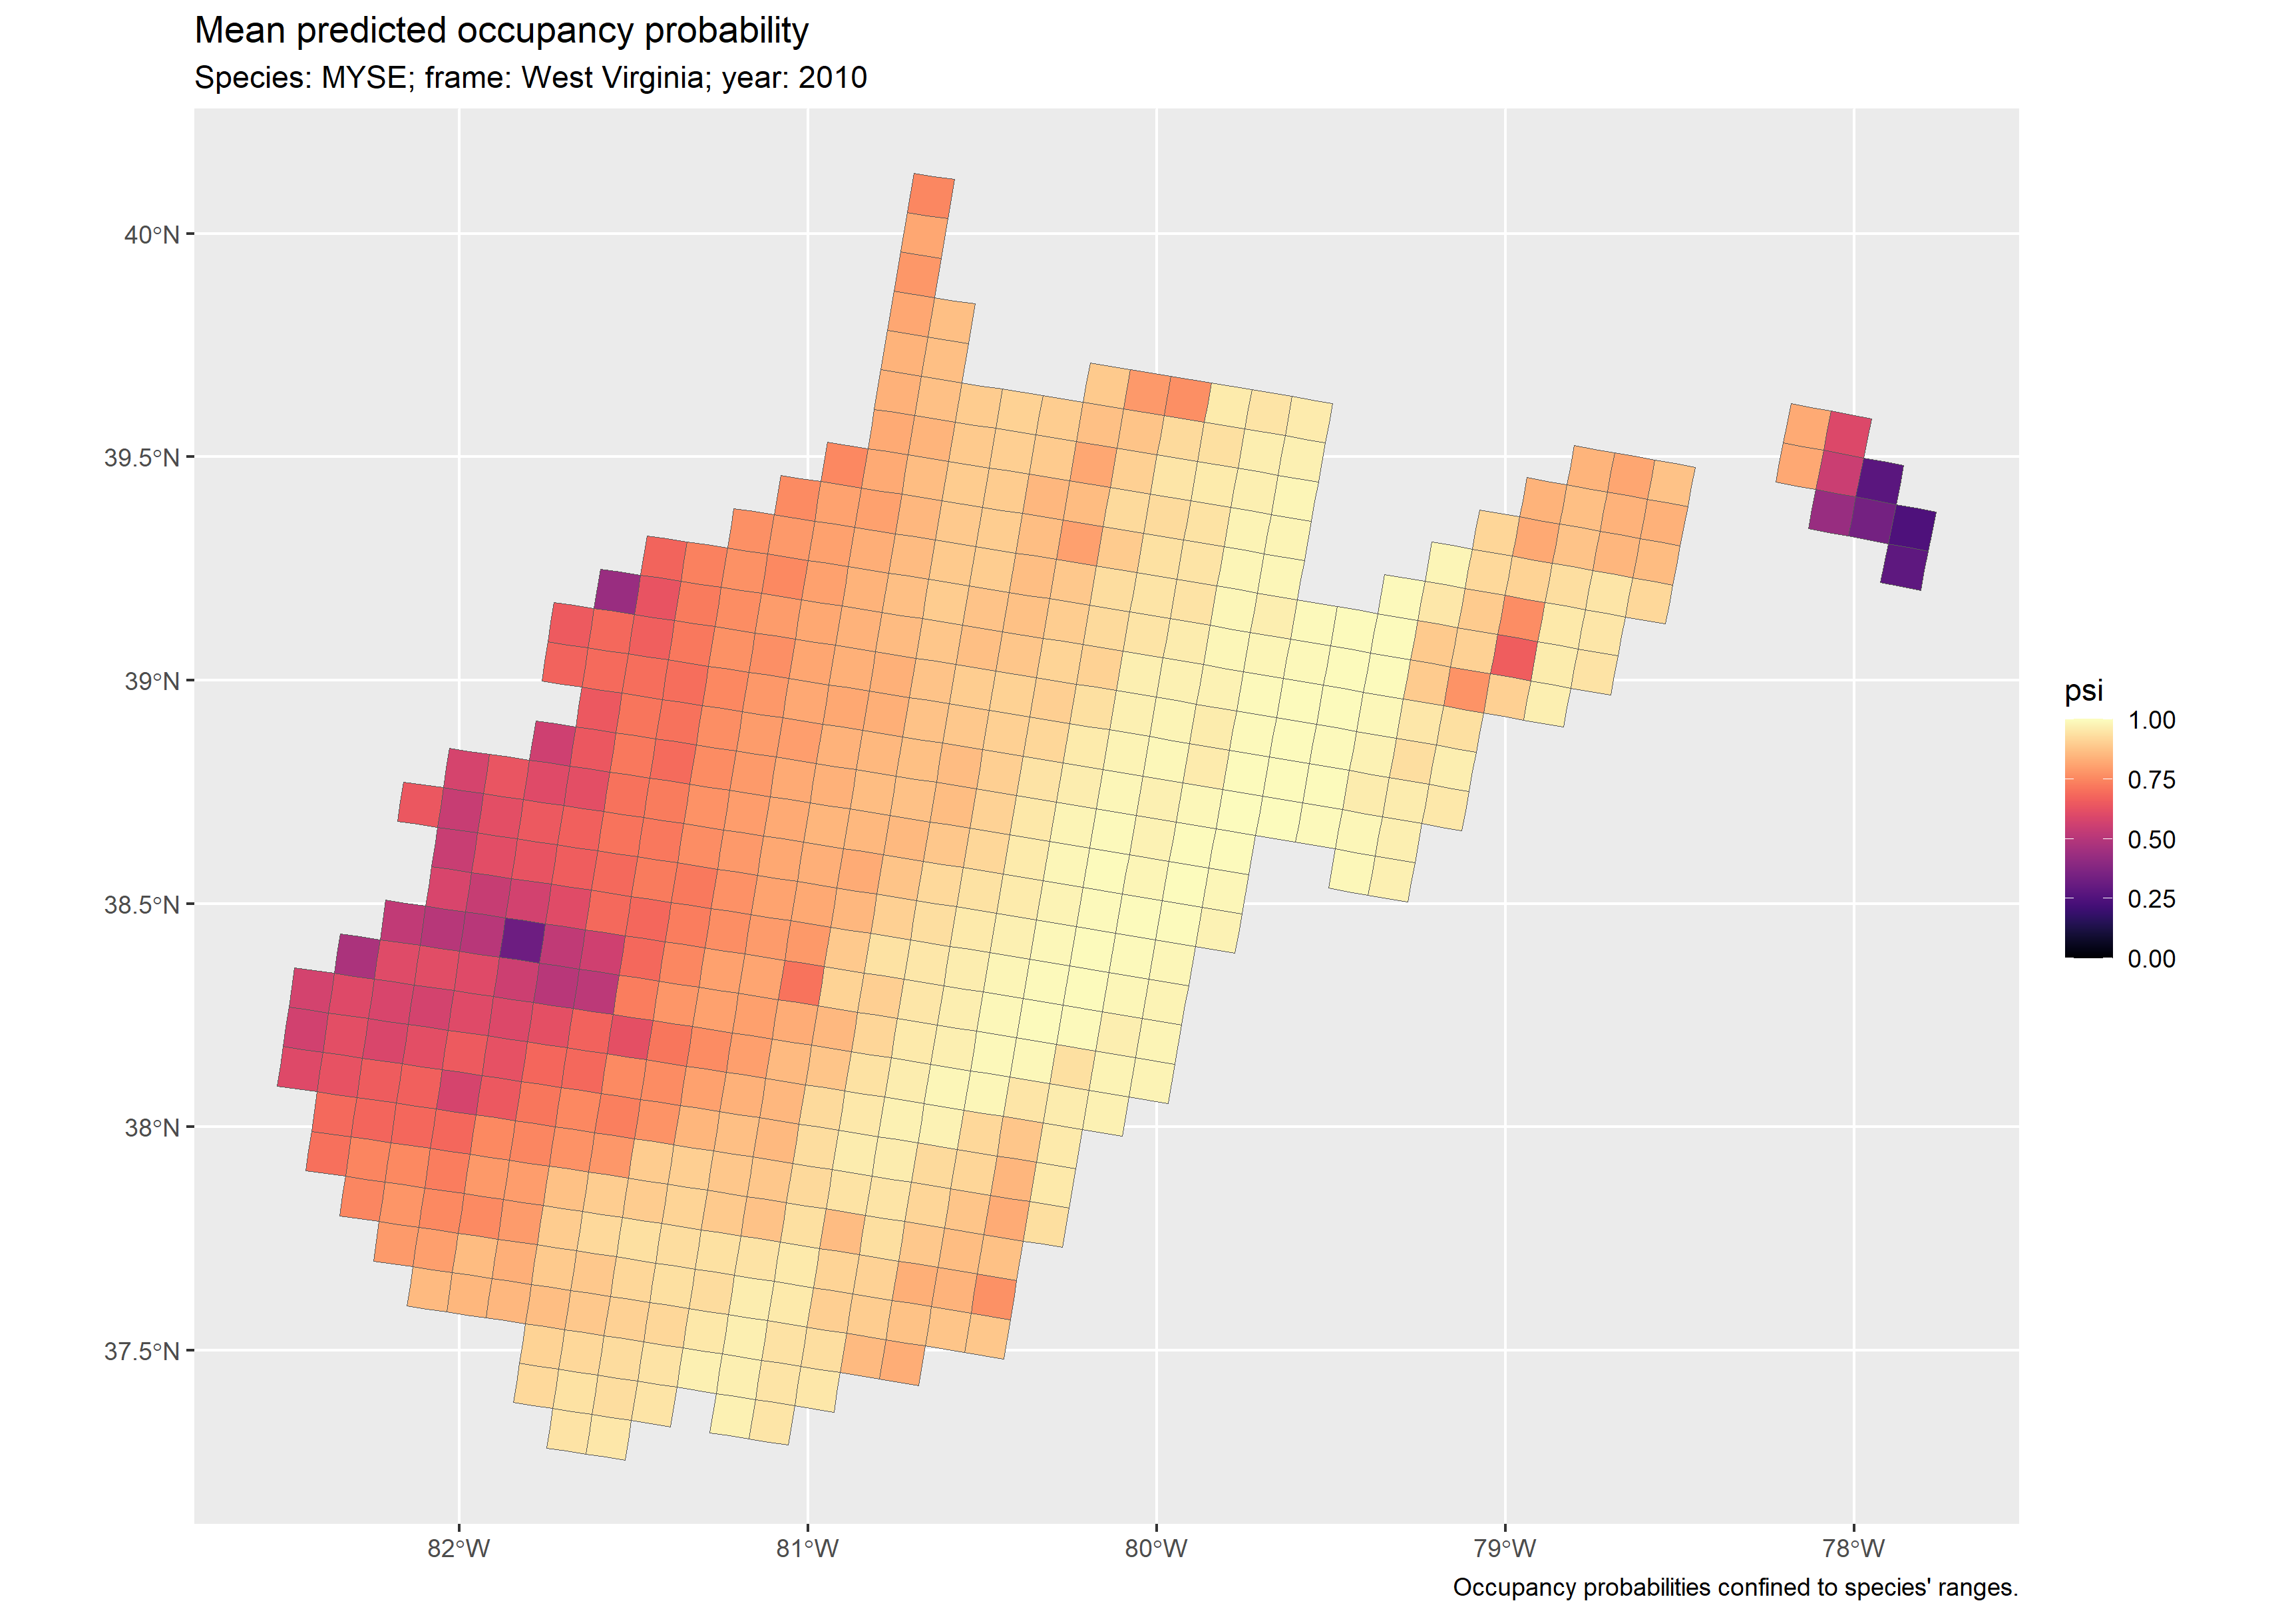 Mean predicted occupancy probability
Species: MYSE; frame: West Virginia; year: 2010
40°N
39.5°N
39°N
38.5°N
38°N
37.5°N
82°W
81°W
80°W
79°W
78°W
psi
1.00
0.75
0.50
0.25
0.00
Occupancy probabilities confined to species' ranges.